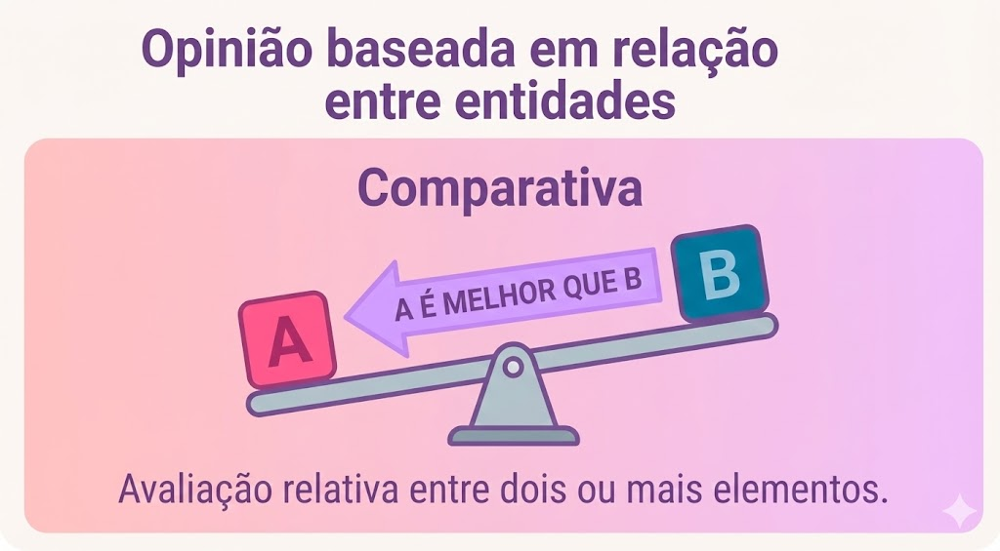 Opinião baseada em relação
entre entidades
Comparativa
A É MELHOR QUE B
A
B
Avaliação relativa entre dois ou mais elementos.